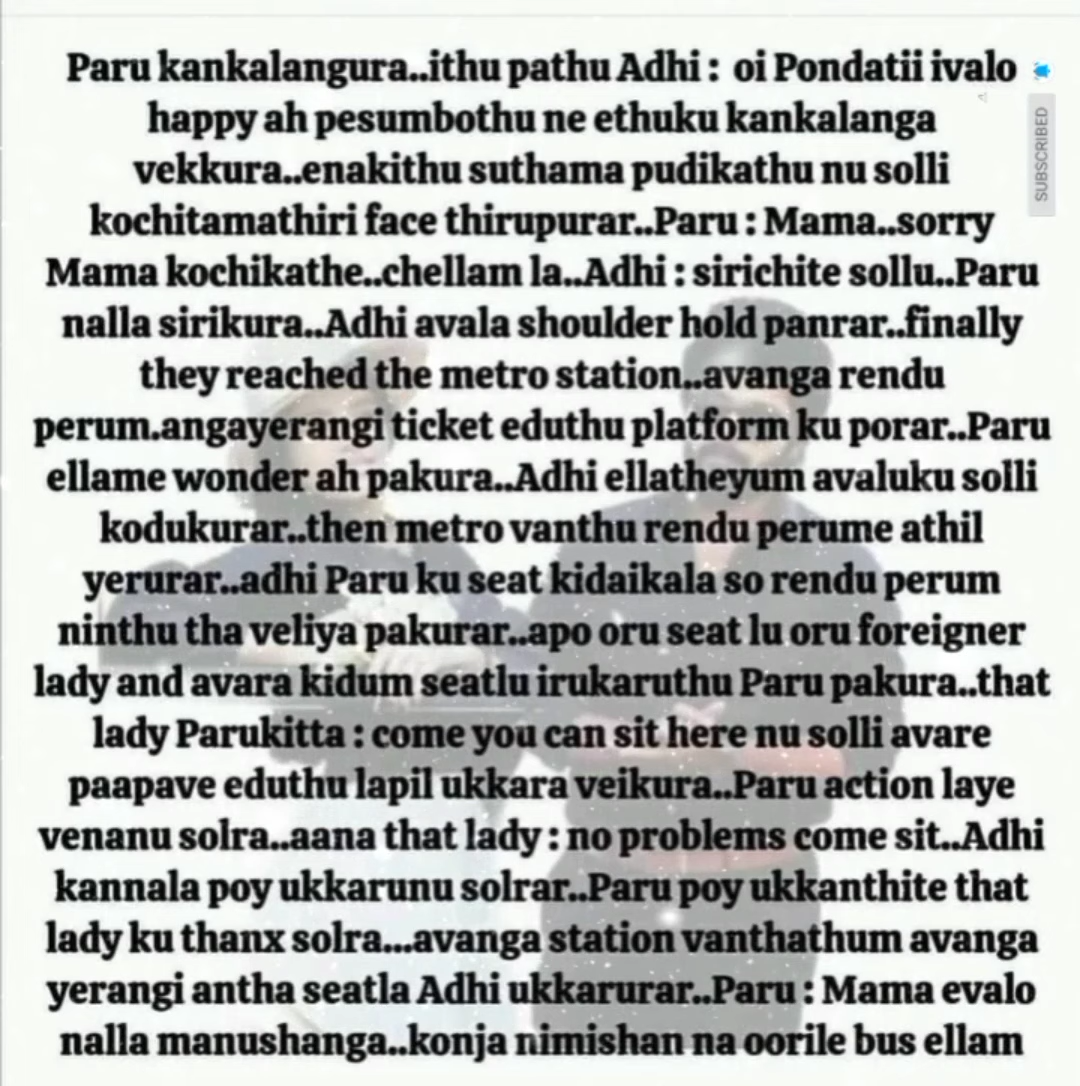 Paru kankalangura..ithu pathu Adhi : oi Pondatii ivalo
happy ah pesumbothu ne ethuku kankalanga
vekkura..enakithu suthama pudikathu nu solli
kochitamathiri face thirupurar..Paru : Mama..sorry
Mama kochikathe..chellam la..Adhi : sirichite sollu..Paru
nalla sirikura..Adhi avala shoulder hold panrar..finally
they reached the metro station..avanga rendu
perum.angayerangi ticket eduthu platform ku porar..Paru
ellame wonder ah pakura..Adhi ellatheyum avaluku solli
kodukurar..then metro vanthu rendu perume athil
yerurar..adhi Paru ku seat kidaikala so rendu perum
ninthu tha veliya pakurar..apo oru seat lu oru foreigner
lady and avara kidum seatlu irukaruthu Paru pakura..that
lady Parukitta : come you can sit here nu solli avare
paapave eduthu lapil ukkara veikura..Paru action laye
venanu solra..aana that lady : no problems come sit..Adhi
kannala poy ukkarunu solrar..Paru poy ukkanthite that
lady ku thanx solra...avanga station vanthathum avanga
yerangi antha seatla Adhi ukkarurar..Paru : Mama evalo
nalla manushanga..konja nimishan na oorile bus ellam
SUBSCRIBED